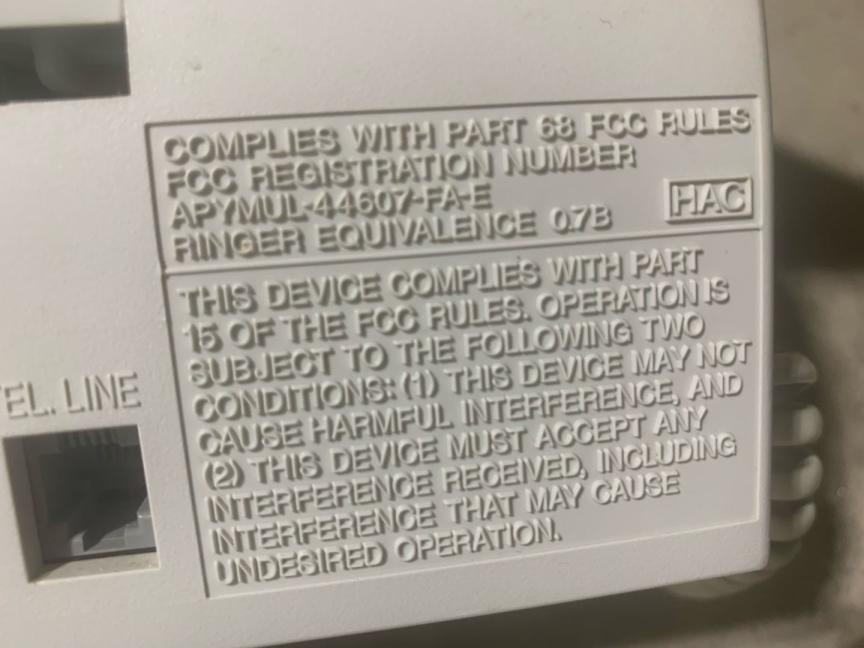 COMPLIES WITH PART 68 FCC RULES
FCC REGISTRATION NUMBER
APYMUL-44607-FA-E
RINGER EQUIVALENCE 0.7B
HAC
THIS DEVICE COMPLIES WITH PART
15 OF THE FCC RULES. OPERATION IS
SUBJECT TO THE FOLLOWING TWO
CONDITIONS: (1) THIS DEVICE MAY NOT
CAUSE HARMFUL INTERFERENCE, AND
(2) THIS DEVICE MUST ACCEPT ANY
INTERFERENCE RECEIVED, INCLUDING
INTERFERENCE THAT MAY CAUSE
UNDESIRED OPERATION.
EL. LINE